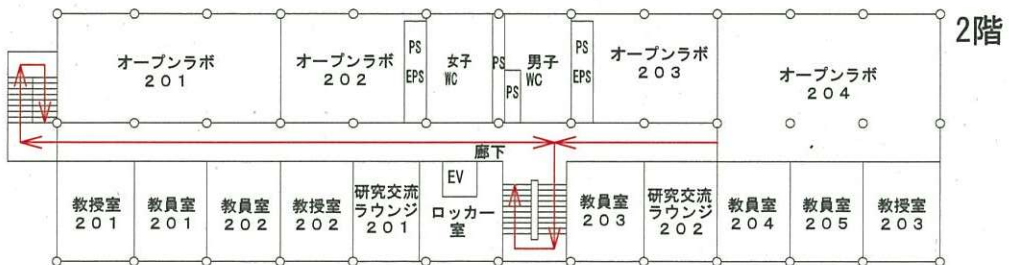 2階
オープンラボ
201
オープンラボ
202
PS
EPS
女子
WC
PS
PS
男子
WC
PS
EPS
オープンラボ
203
オープンラボ
204
廊下
教授室
201
教員室
201
教員室
202
教授室
202
研究交流
ラウンジ
201
EV
ロッカー
室
教員室
203
研究交流
ラウンジ
202
教員室
204
教員室
205
教授室
203